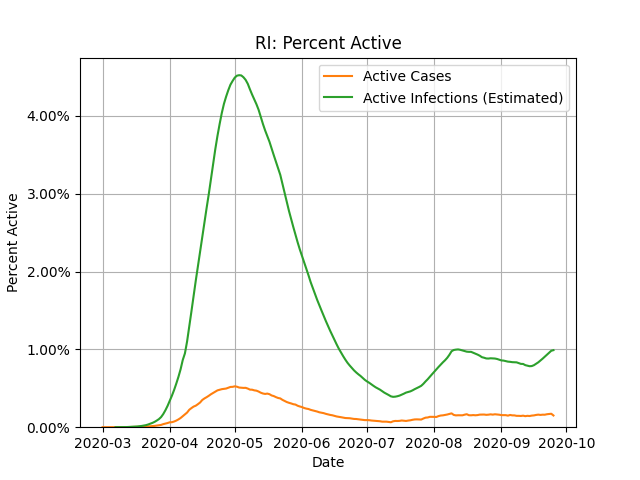 RI: Percent Active
Active Cases
Active Infections (Estimated)
Percent Active
4.00%
3.00%
2.00%
1.00%
0.00%
2020-03 2020-04 2020-05 2020-06 2020-07 2020-08 2020-09 2020-10
Date